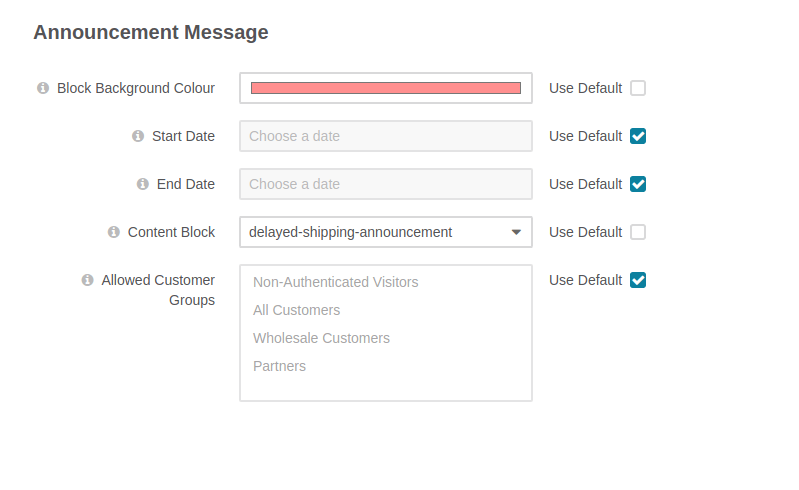 Announcement Message
Block Background Colour Use Default
Start Date Choose a date Use Default
End Date Choose a date Use Default
Content Block delayed-shipping-announcement Use Default
Allowed Customer Groups Use Default
Non-Authenticated Visitors
All Customers
Wholesale Customers
Partners